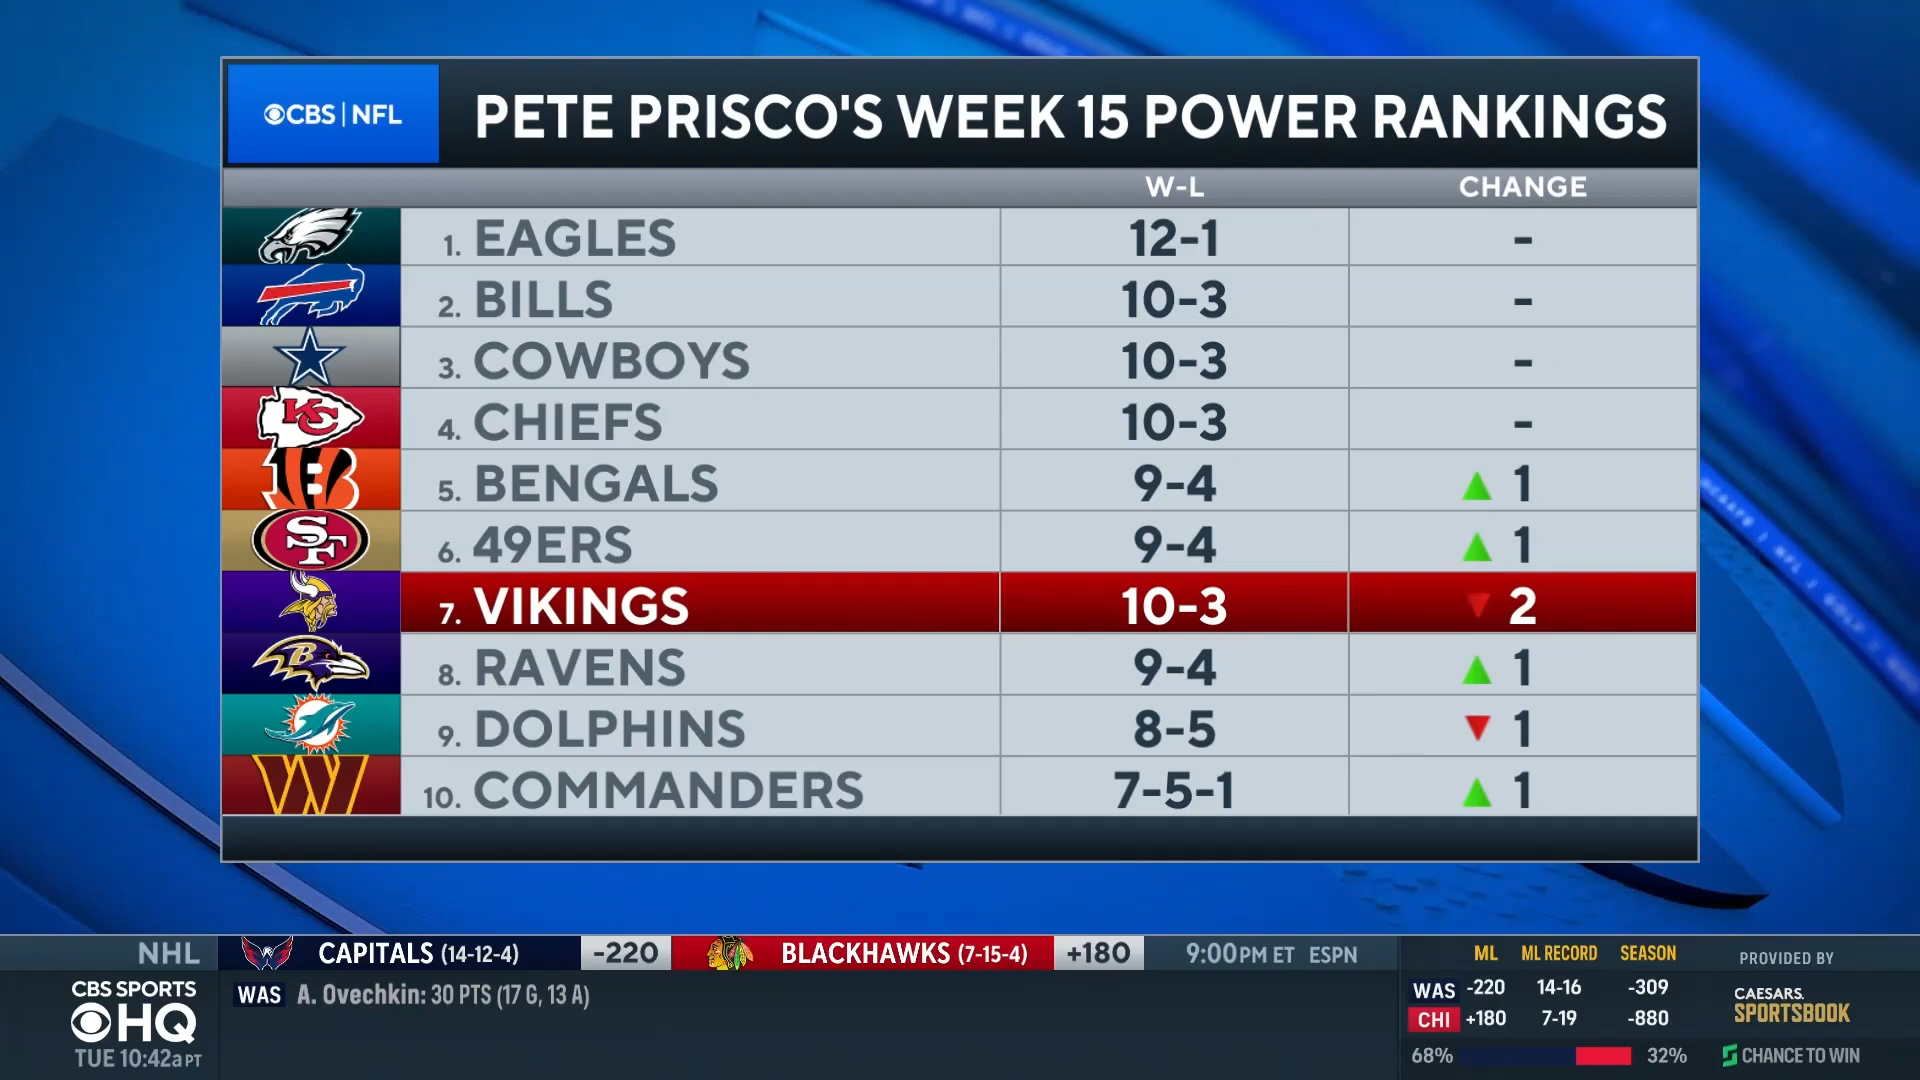 CBS | NFL
PETE PRISCO'S WEEK 15 POWER RANKINGS
W-L CHANGE
1. EAGLES 12-1 -
2. BILLS 10-3 -
3. COWBOYS 10-3 -
4. CHIEFS 10-3 -
5. BENGALS 9-4 ▲ 1
6. 49ERS 9-4 ▲ 1
7. VIKINGS 10-3 ▼ 2
8. RAVENS 9-4 ▲ 1
9. DOLPHINS 8-5 ▼ 1
10. COMMANDERS 7-5-1 ▲ 1
NHL CAPITALS (14-12-4) -220 BLACKHAWKS (7-15-4) +180 9:00PM ET ESPN
WAS A. Ovechkin: 30 PTS (17 G, 13 A)
CBS SPORTS
HQ
TUE 10:42a PT
ML ML RECORD SEASON
WAS -220 14-16 -309
CHI +180 7-19 -880
68% 32%
PROVIDED BY
CAESARS
SPORTSBOOK
CHANCE TO WIN